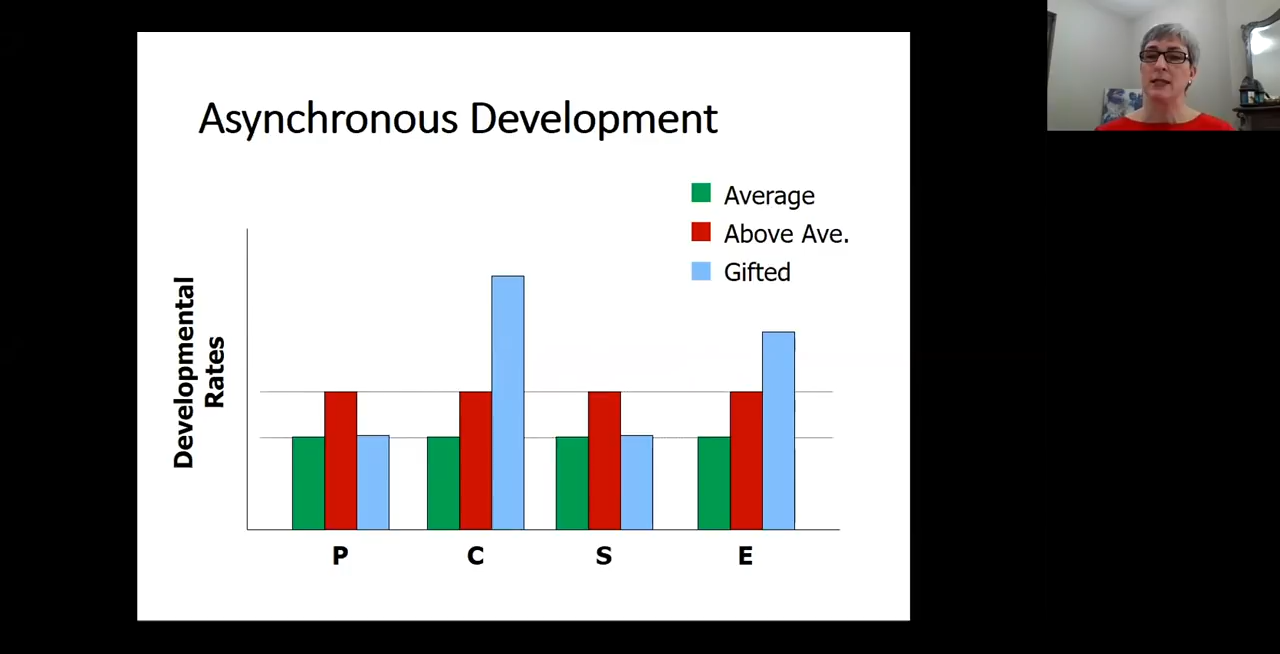 Asynchronous Development
Average
Above Ave.
Gifted
Developmental
Rates
P C S E